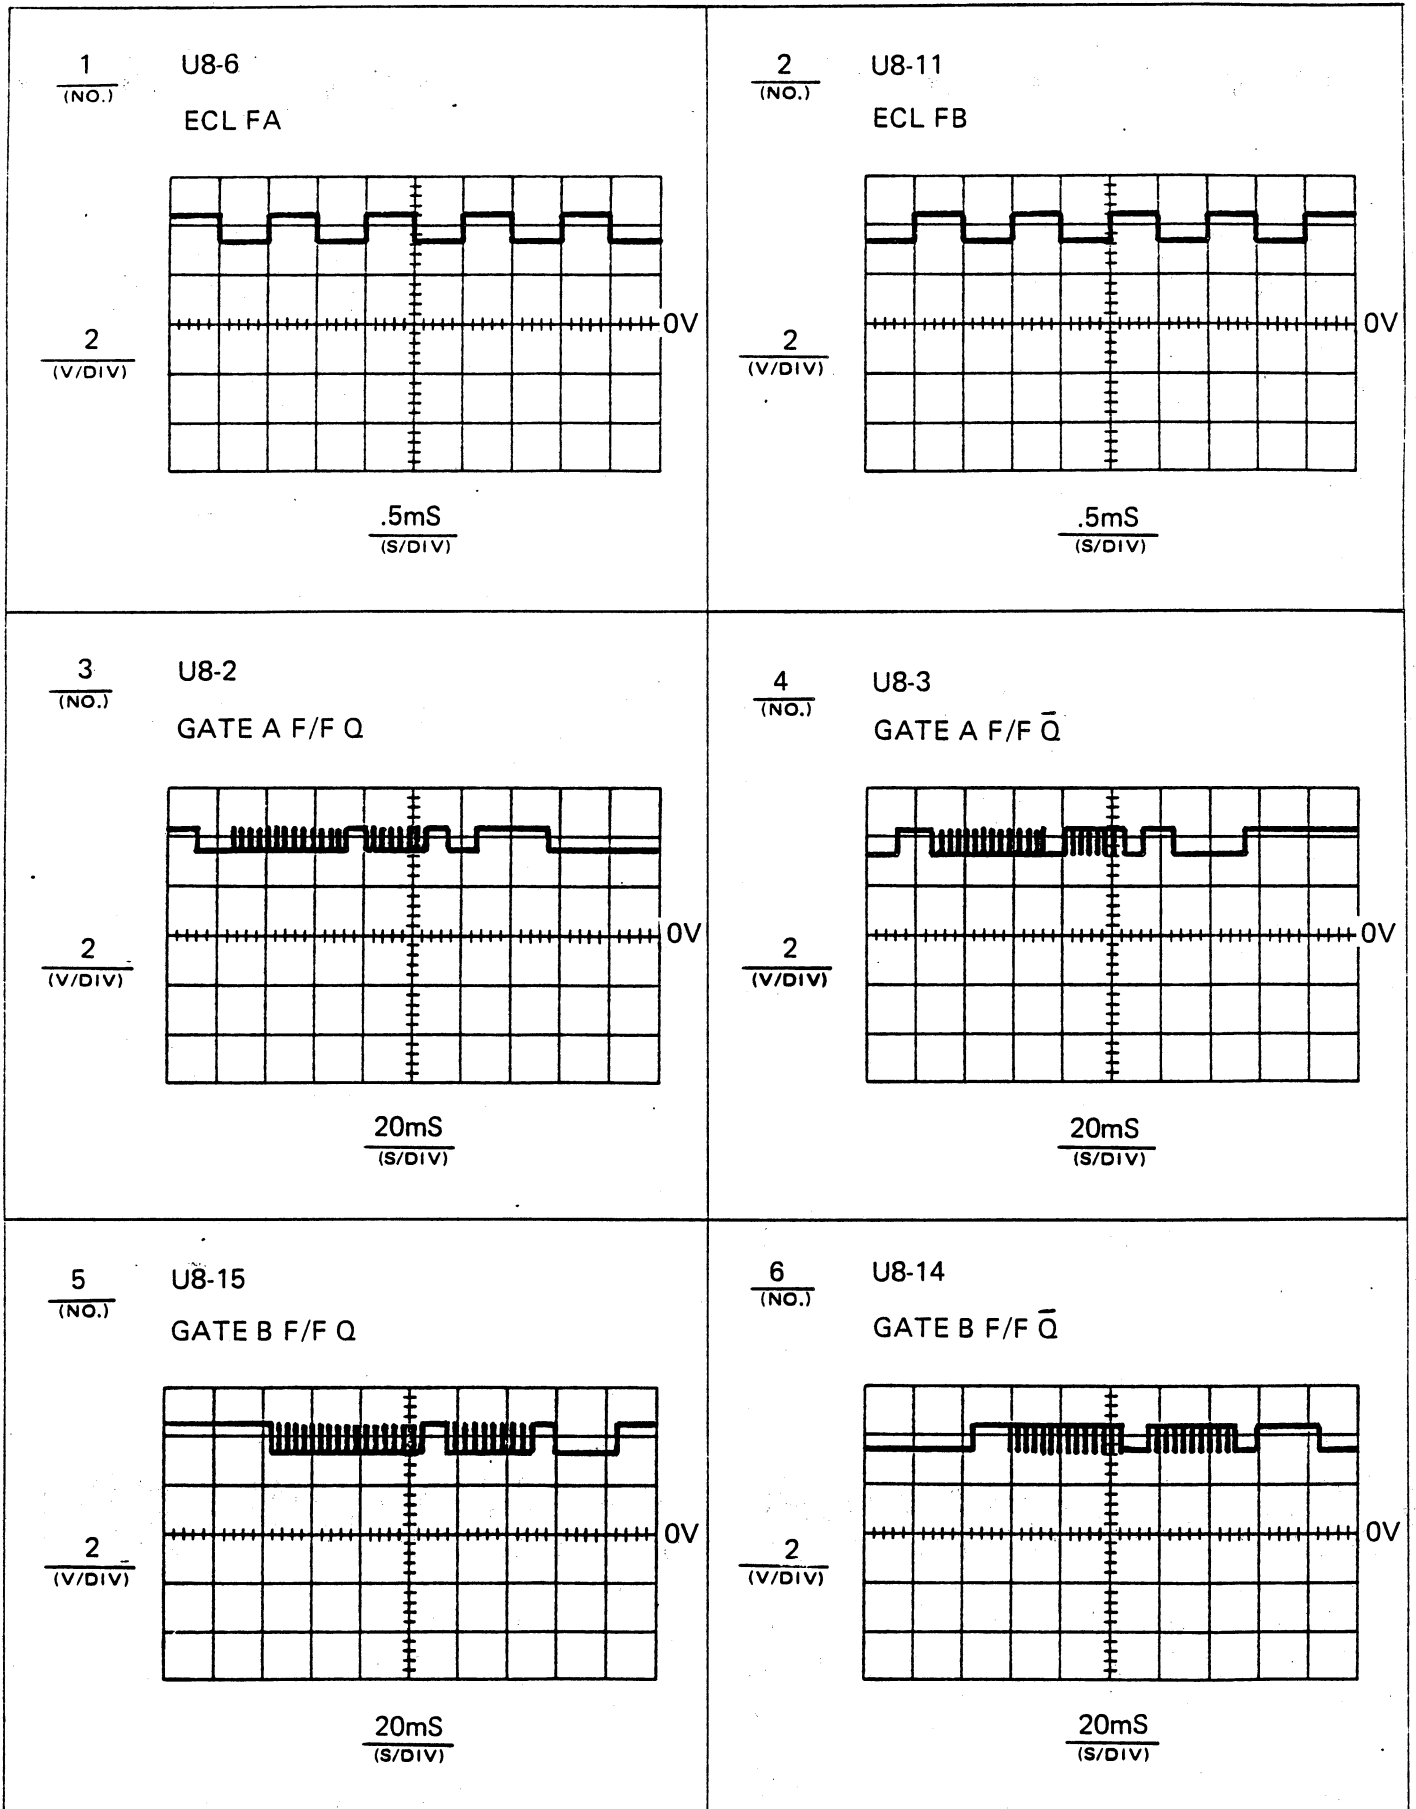 1
(NO.)
U8-6
ECL FA
2
(V/DIV)
0V
.5mS
(S/DIV)
2
(NO.)
U8-11
ECL FB
2
(V/DIV)
0V
.5mS
(S/DIV)
3
(NO.)
U8-2
GATE A F/F Q
2
(V/DIV)
0V
20mS
(S/DIV)
4
(NO.)
U8-3
GATE A F/F Q̅
2
(V/DIV)
0V
20mS
(S/DIV)
5
(NO.)
U8-15
GATE B F/F Q
2
(V/DIV)
0V
20mS
(S/DIV)
6
(NO.)
U8-14
GATE B F/F Q̅
2
(V/DIV)
0V
20mS
(S/DIV)